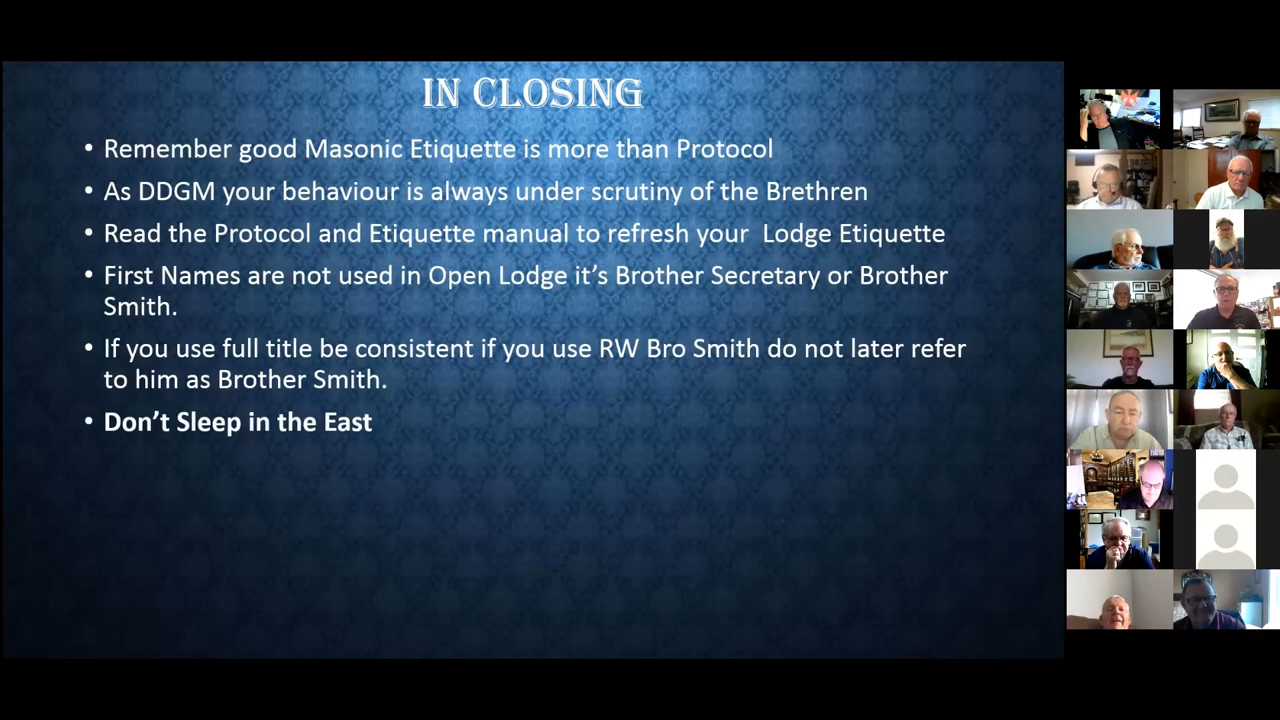 IN CLOSING
• Remember good Masonic Etiquette is more than Protocol
• As DDGM your behaviour is always under scrutiny of the Brethren
• Read the Protocol and Etiquette manual to refresh your Lodge Etiquette
• First Names are not used in Open Lodge it’s Brother Secretary or Brother
Smith.
• If you use full title be consistent if you use RW Bro Smith do not later refer
to him as Brother Smith.
• Don’t Sleep in the East